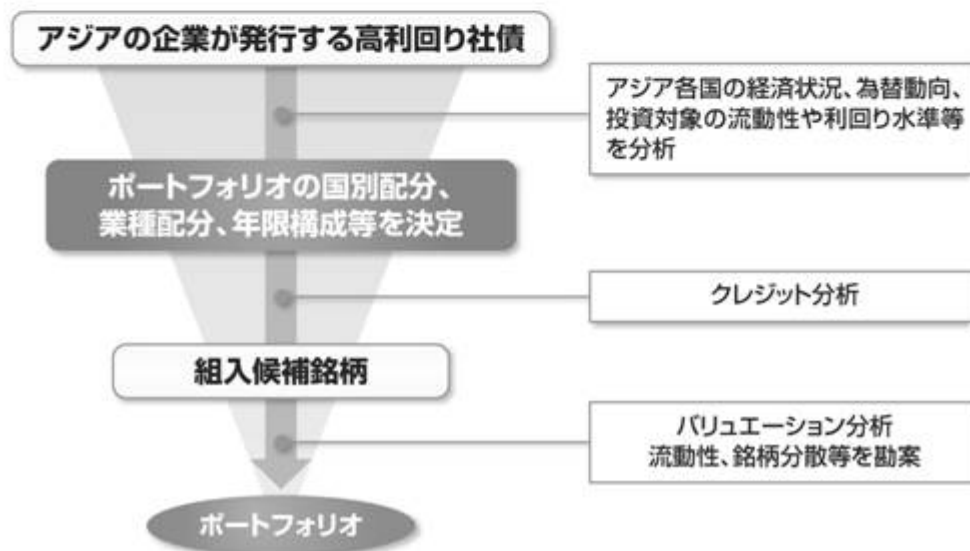 アジアの企業が発行する高利回り社債
アジア各国の経済状況、為替動向、
投資対象の流動性や利回り水準等
を分析
ポートフォリオの国別配分、
業種配分、年限構成等を決定
クレジット分析
組入候補銘柄
バリュエーション分析
流動性、銘柄分散等を勘案
ポートフォリオ